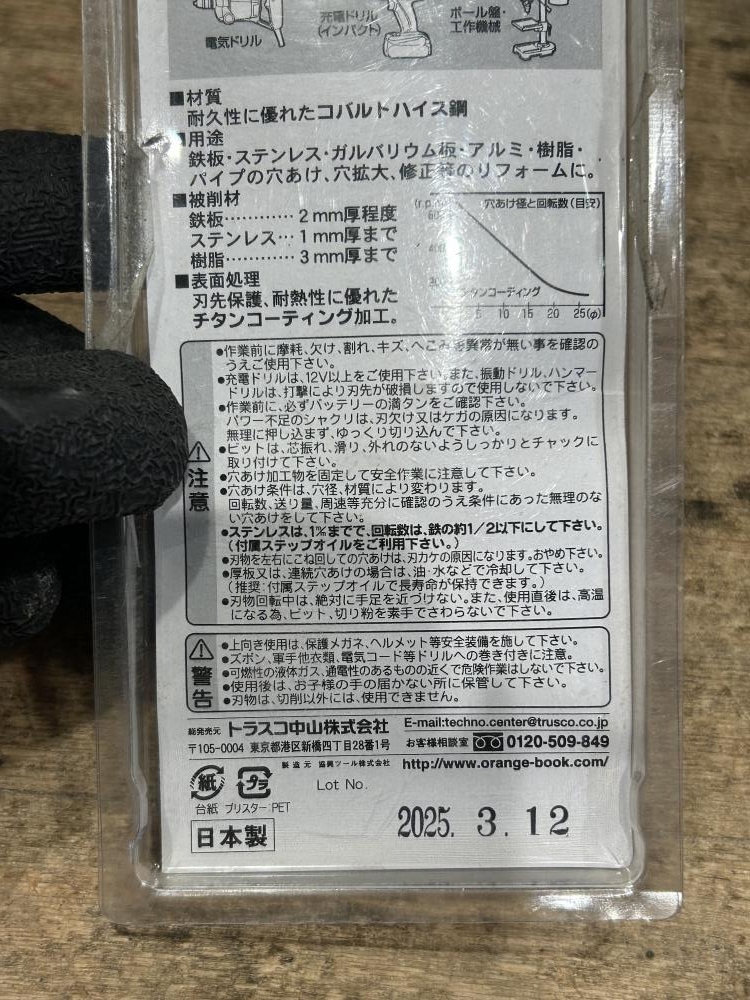 電気ドリル
充電ドリル
(インパクト)
ボール盤・
工作機械
■材質
耐久性に優れたコバルトハイス鋼
■用途
鉄板・ステンレス・ガルバリウム板・アルミ・樹脂・
パイプの穴あけ、穴拡大、修正等のリフォームに。
■被削材
鉄板…………2mm厚程度
ステンレス…1mm厚まで
樹脂…………3mm厚まで
■表面処理
刃先保護、耐熱性に優れた
チタンコーティング加工。
穴あけ径と回転数(目安)
チタンコーティング
5 10 15 20 25(φ)
⚠注意
●作業前に摩耗、欠け、割れ、キズ、へこみ等異常が無い事を確認の
うえご使用下さい。
●充電ドリルは、12V以上をご使用下さい。また、振動ドリル、ハンマー
ドリルは、打撃により刃先が破損しますので使用しないで下さい。
●作業前に、必ずバッテリーの満タンをご確認下さい。
パワー不足のシャクリは、刃欠け又はケガの原因になります。
無理に押し込まず、ゆっくり切り込んで下さい。
●ビットは、芯振れ、滑り、外れのないようしっかりとチャックに
取り付けて下さい。
●穴あけ加工物を固定して安全作業に注意して下さい。
●穴あけ条件は、穴径、材質により変わります。
回転数、送り量、周速等充分に確認のうえ条件にあった無理のな
い穴あけをして下さい。
●ステンレスは、1㎜までで、回転数は、鉄の約1/2以下にして下さい。
(付属ステップオイルをご利用下さい。)
●刃物を左右にこね回しての穴あけは、刃カケの原因になります。おやめ下さい。
●厚板又は、連続穴あけの場合は、油・水などで冷却して下さい。
(推奨:付属ステップオイルで長寿命が保持できます。)
●刃物回転中は、絶対に手足を近づけない。また、使用直後は、高温
になる為、ビット、切り粉を素手でさわらないで下さい。
⚠警告
●上向き使用は、保護メガネ、ヘルメット等安全装備を施して下さい。
●ズボン、軍手他衣類、電気コード等ドリルへの巻き付きに注意。
●可燃性の液体ガス、通電性のあるものの近くで危険作業はしないで下さい。
●使用後は、お子様の手の届かない所に保管して下さい。
●刃物は、切削以外には、使用できません。
総発売元 トラスコ中山株式会社
〒105-0004 東京都港区新橋四丁目28番1号
製造元 協興ツール株式会社
E-mail:techno.center@trusco.co.jp
お客様相談室 0120-509-849
http://www.orange-book.com/
紙 プラ
台紙 ブリスター:PET
Lot No.
日本製
2025. 3. 12